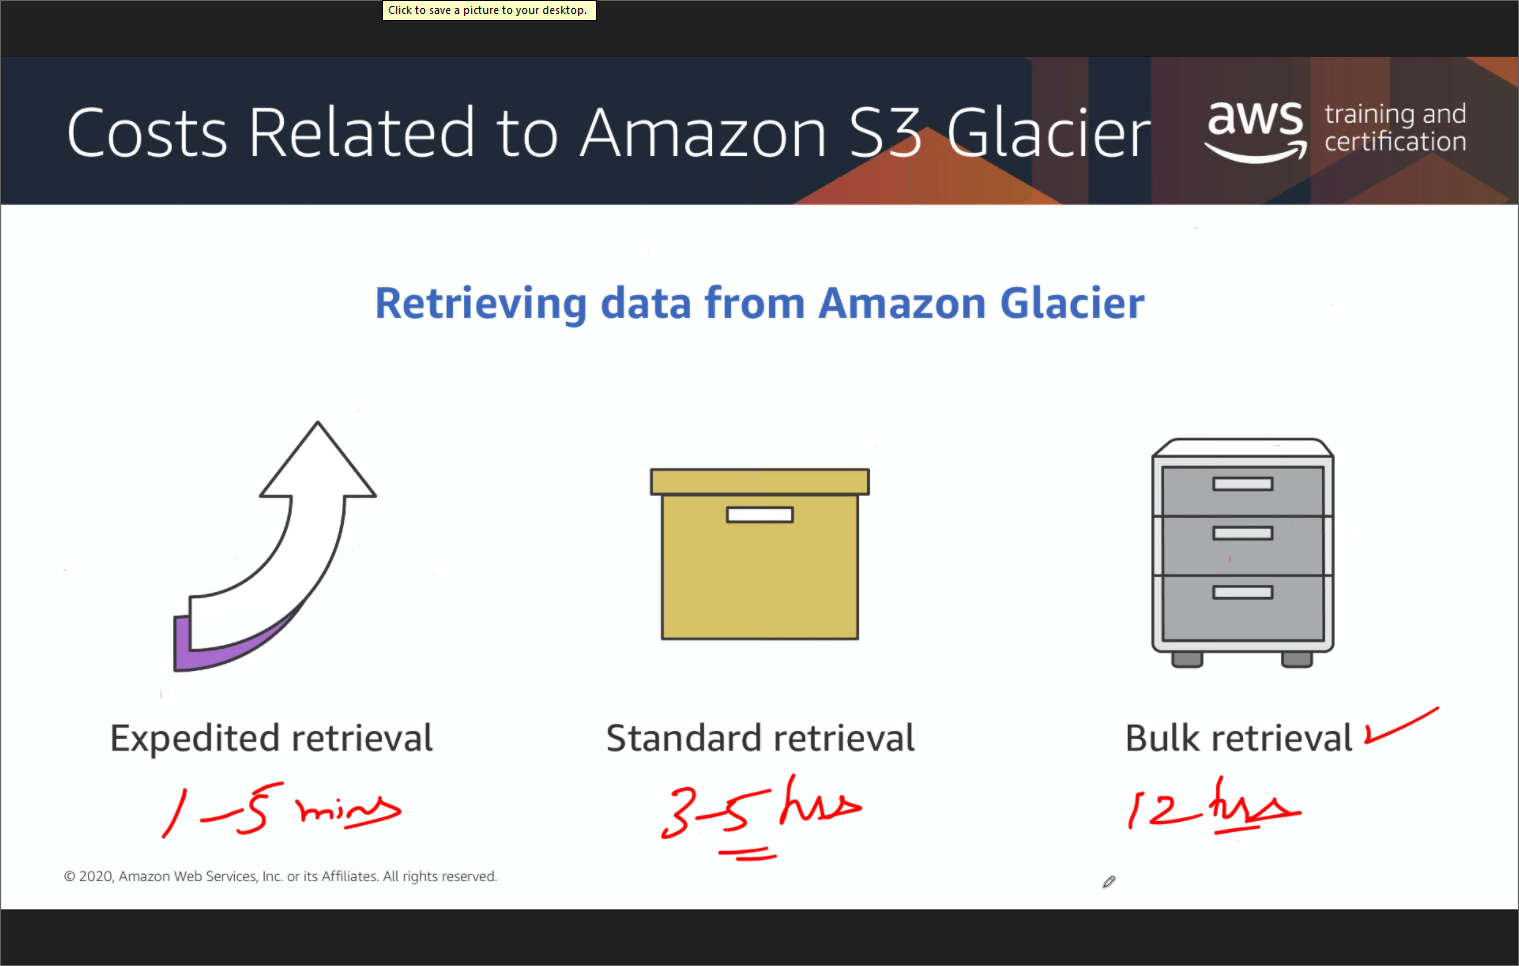 Click to save a picture to your desktop.
Costs Related to Amazon S3 Glacier
aws training and
certification
Retrieving data from Amazon Glacier
Expedited retrieval
Standard retrieval
Bulk retrieval
1-5 mins
3-5 hrs
12 hrs
© 2020, Amazon Web Services, Inc. or its Affiliates. All rights reserved.